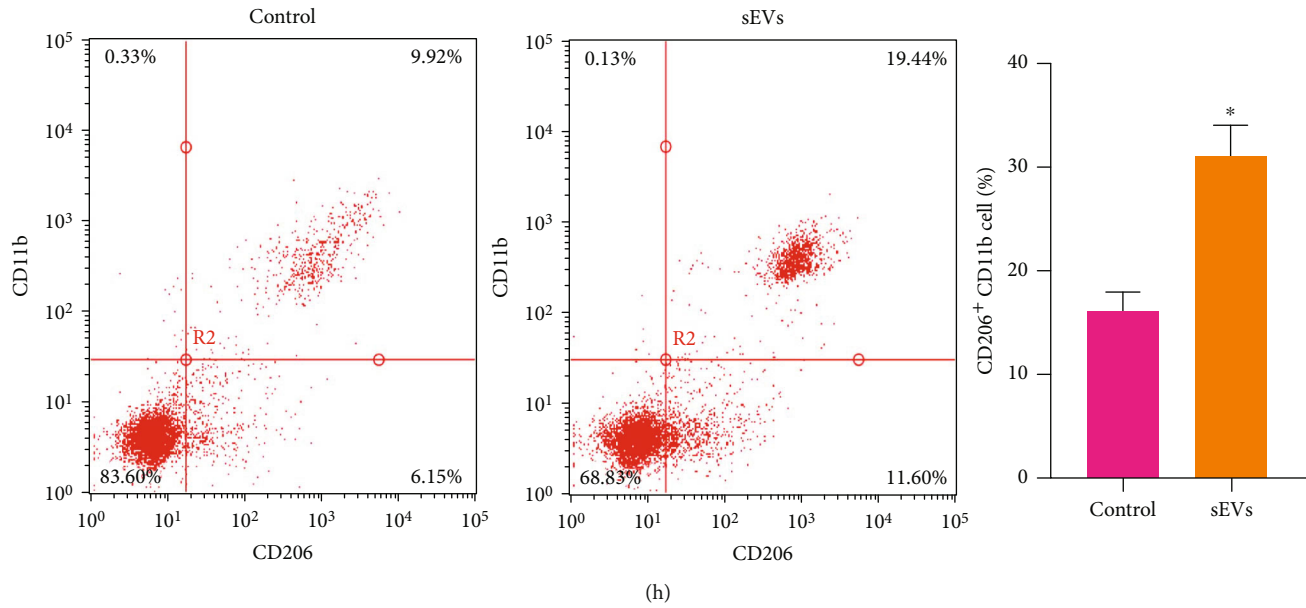 Control
CD11b
10⁵
10⁴
10³
10²
10¹
10⁰
0.33%
9.92%
R2
83.60%
6.15%
10⁰ 10¹ 10² 10³ 10⁴ 10⁵
CD206
sEVs
CD11b
10⁵
10⁴
10³
10²
10¹
10⁰
0.13%
19.44%
R2
68.83%
11.60%
10⁰ 10¹ 10² 10³ 10⁴ 10⁵
CD206
CD206⁺ CD11b cell (%)
40
30
20
10
0
*
Control sEVs
(h)